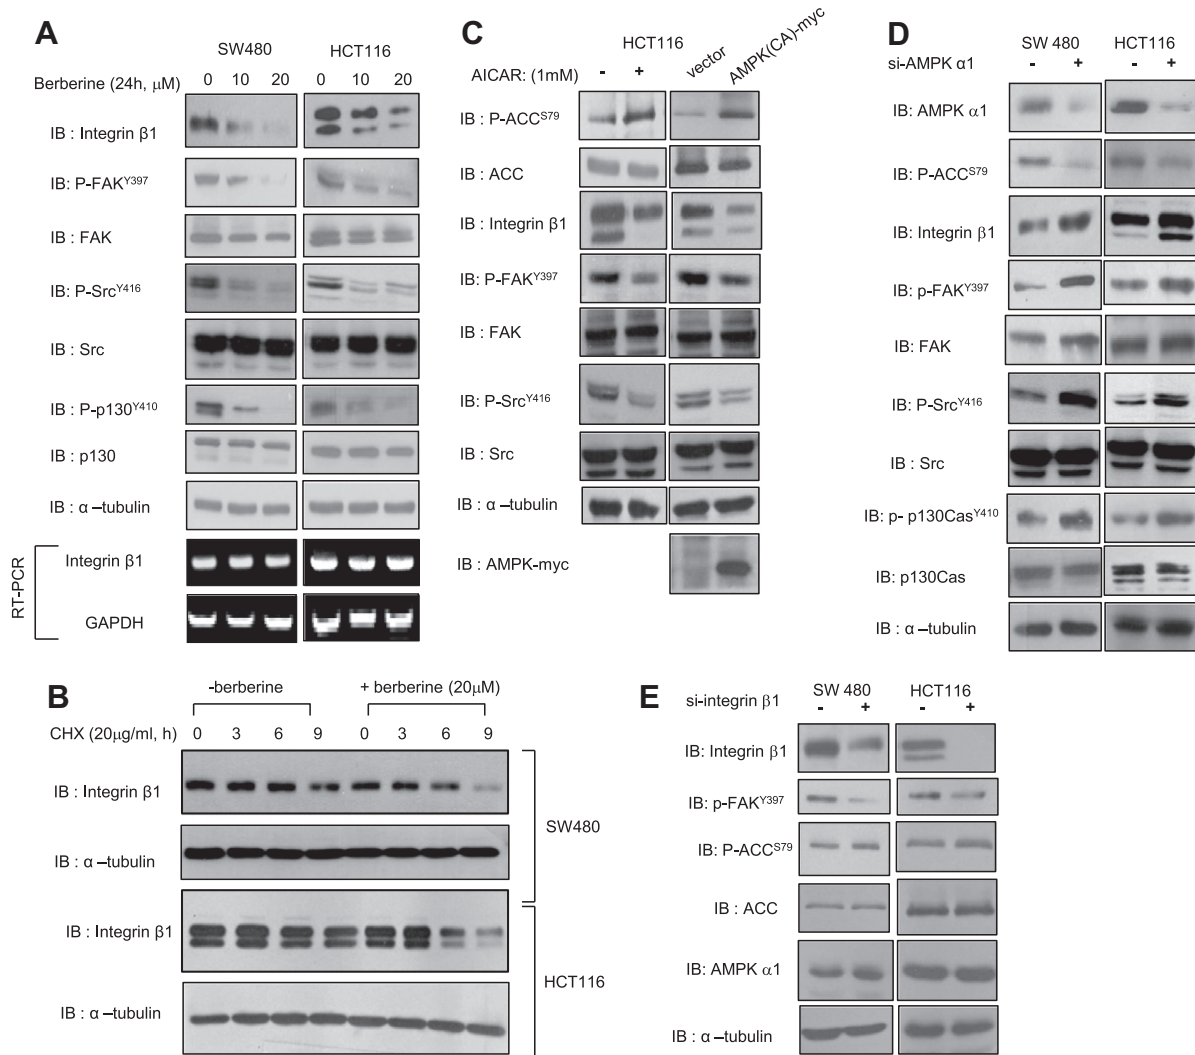 A
SW480 HCT116
Berberine (24h, μM) 0 10 20 0 10 20
IB : Integrin β1
IB: P-FAKY397
IB : FAK
IB: P-SrcY416
IB : Src
IB : P-p130Y410
IB : p130
IB : α –tubulin
RT-PCR
Integrin β1
GAPDH
B
-berberine + berberine (20μM)
CHX (20μg/ml, h) 0 3 6 9 0 3 6 9
IB : Integrin β1
IB : α –tubulin
SW480
IB : Integrin β1
IB : α –tubulin
HCT116
C
HCT116 vector AMPK(CA)-myc
AICAR: (1mM) - +
IB : P-ACCS79
IB : ACC
IB : Integrin β1
IB: P-FAKY397
IB : FAK
IB: P-SrcY416
IB : Src
IB : α –tubulin
IB : AMPK-myc
D
SW 480 HCT116
si-AMPK α1 - + - +
IB: AMPK α1
IB: P-ACCS79
IB: Integrin β1
IB: p-FAKY397
IB: FAK
IB: P-SrcY416
IB : Src
IB: p- p130CasY410
IB: p130Cas
IB : α –tubulin
E
SW 480 HCT116
si-integrin β1 - + - +
IB: Integrin β1
IB: p-FAKY397
IB: P-ACCS79
IB : ACC
IB: AMPK α1
IB : α –tubulin